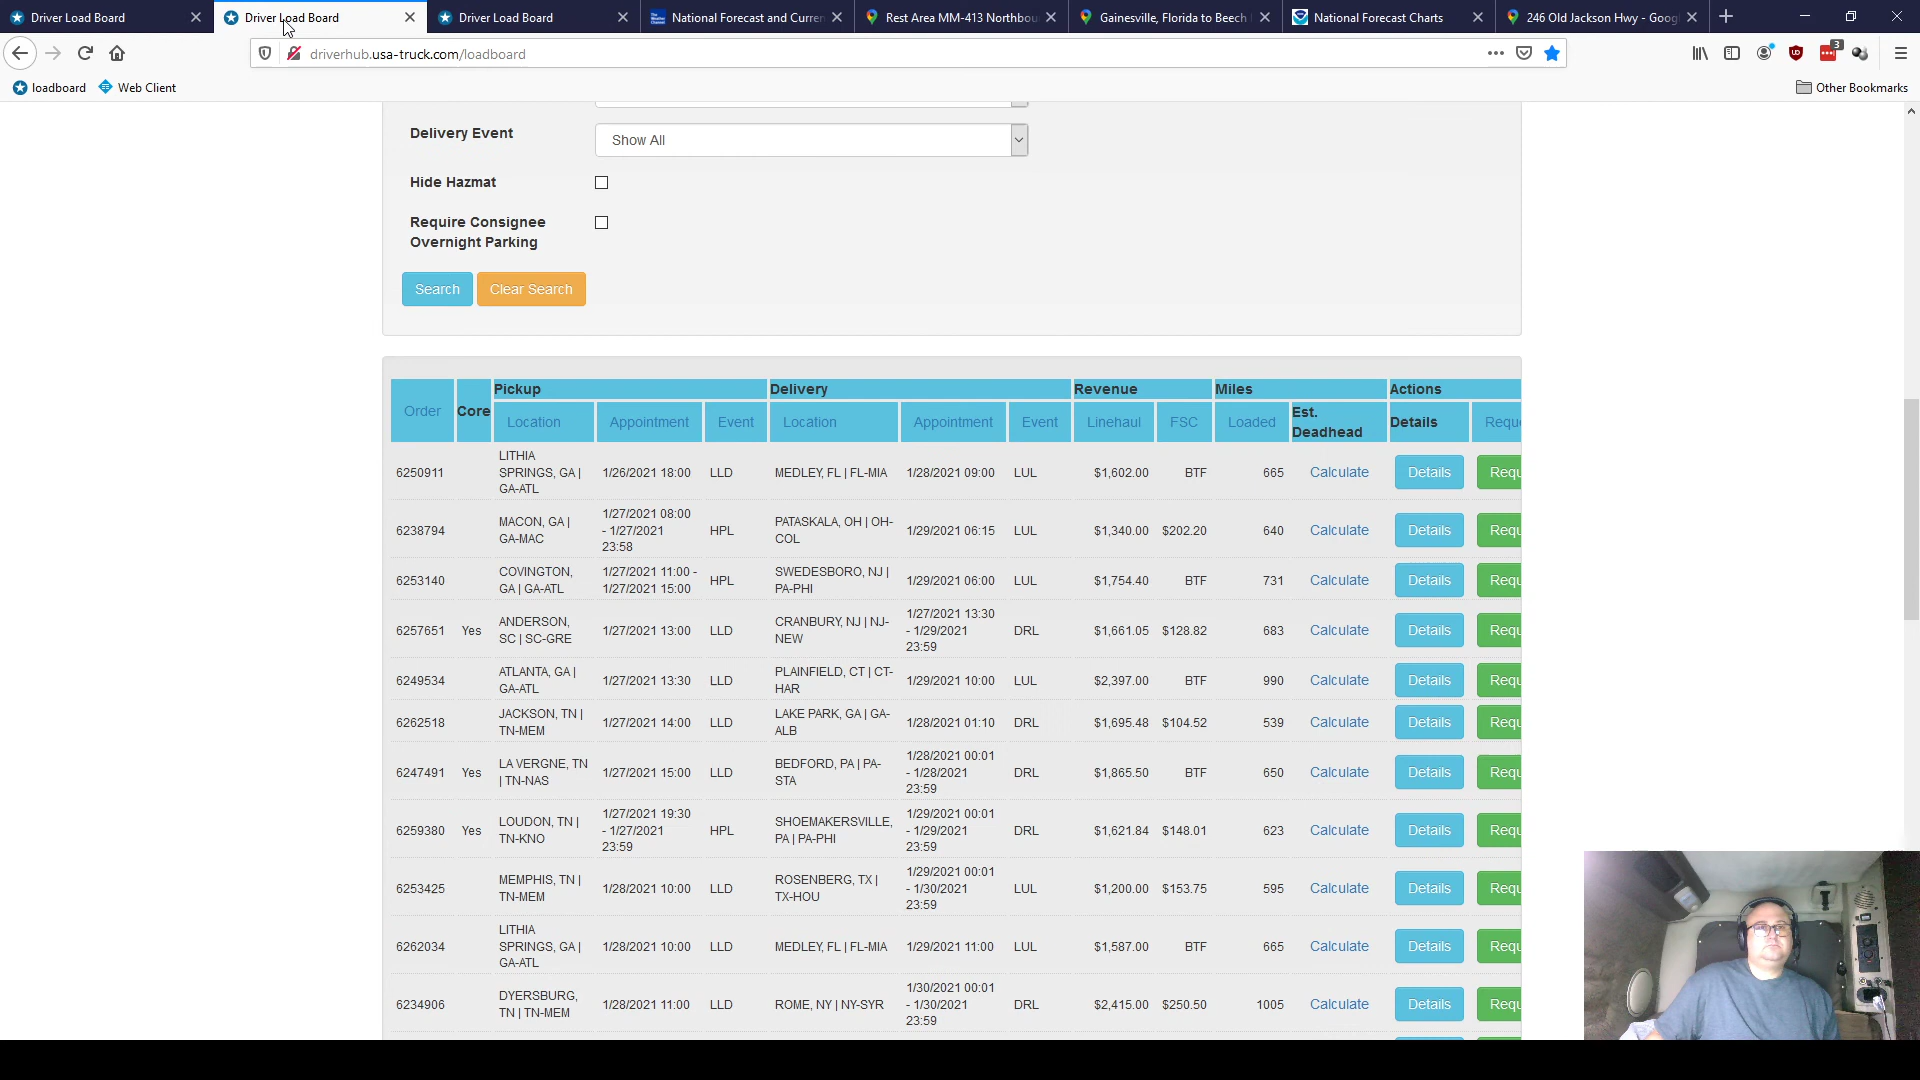 Driver Load Board
Driver Load Board
Driver Load Board
National Forecast and Curren
Rest Area MM-413 Northbou
Gainesville, Florida to Beech
National Forecast Charts
246 Old Jackson Hwy - Goog
driverhub.usa-truck.com/loadboard
3
loadboard
Web Client
Other Bookmarks
Delivery Event
Show All
Hide Hazmat
Require Consignee
Overnight Parking
Search
Clear Search
Order
Core
Pickup
Delivery
Revenue
Miles
Actions
Location
Appointment
Event
Location
Appointment
Event
Linehaul
FSC
Loaded
Est.
Deadhead
Details
Reque
6250911 LITHIA SPRINGS, GA | GA-ATL 1/26/2021 18:00 LLD MEDLEY, FL | FL-MIA 1/28/2021 09:00 LUL $1,602.00 BTF 665 Calculate Details Requ
6238794 MACON, GA | GA-MAC 1/27/2021 08:00 - 1/27/2021 23:58 HPL PATASKALA, OH | OH-COL 1/29/2021 06:15 LUL $1,340.00 $202.20 640 Calculate Details Requ
6253140 COVINGTON, GA | GA-ATL 1/27/2021 11:00 - 1/27/2021 15:00 HPL SWEDESBORO, NJ | PA-PHI 1/29/2021 06:00 LUL $1,754.40 BTF 731 Calculate Details Requ
6257651 Yes ANDERSON, SC | SC-GRE 1/27/2021 13:00 LLD CRANBURY, NJ | NJ-NEW 1/27/2021 13:30 - 1/29/2021 23:59 DRL $1,661.05 $128.82 683 Calculate Details Requ
6249534 ATLANTA, GA | GA-ATL 1/27/2021 13:30 LLD PLAINFIELD, CT | CT-HAR 1/29/2021 10:00 LUL $2,397.00 BTF 990 Calculate Details Requ
6262518 JACKSON, TN | TN-MEM 1/27/2021 14:00 LLD LAKE PARK, GA | GA-ALB 1/28/2021 01:10 DRL $1,695.48 $104.52 539 Calculate Details Requ
6247491 Yes LA VERGNE, TN | TN-NAS 1/27/2021 15:00 LLD BEDFORD, PA | PA-STA 1/28/2021 00:01 - 1/28/2021 23:59 DRL $1,865.50 BTF 650 Calculate Details Requ
6259380 Yes LOUDON, TN | TN-KNO 1/27/2021 19:30 - 1/27/2021 23:59 HPL SHOEMAKERSVILLE, PA | PA-PHI 1/29/2021 00:01 - 1/29/2021 23:59 DRL $1,621.84 $148.01 623 Calculate Details Requ
6253425 MEMPHIS, TN | TN-MEM 1/28/2021 10:00 LLD ROSENBERG, TX | TX-HOU 1/29/2021 00:01 - 1/30/2021 23:59 LUL $1,200.00 $153.75 595 Calculate Details Requ
6262034 LITHIA SPRINGS, GA | GA-ATL 1/28/2021 10:00 LLD MEDLEY, FL | FL-MIA 1/29/2021 11:00 LUL $1,587.00 BTF 665 Calculate Details Requ
6234906 DYERSBURG, TN | TN-MEM 1/28/2021 11:00 LLD ROME, NY | NY-SYR 1/30/2021 00:01 - 1/30/2021 23:59 DRL $2,415.00 $250.50 1005 Calculate Details Requ